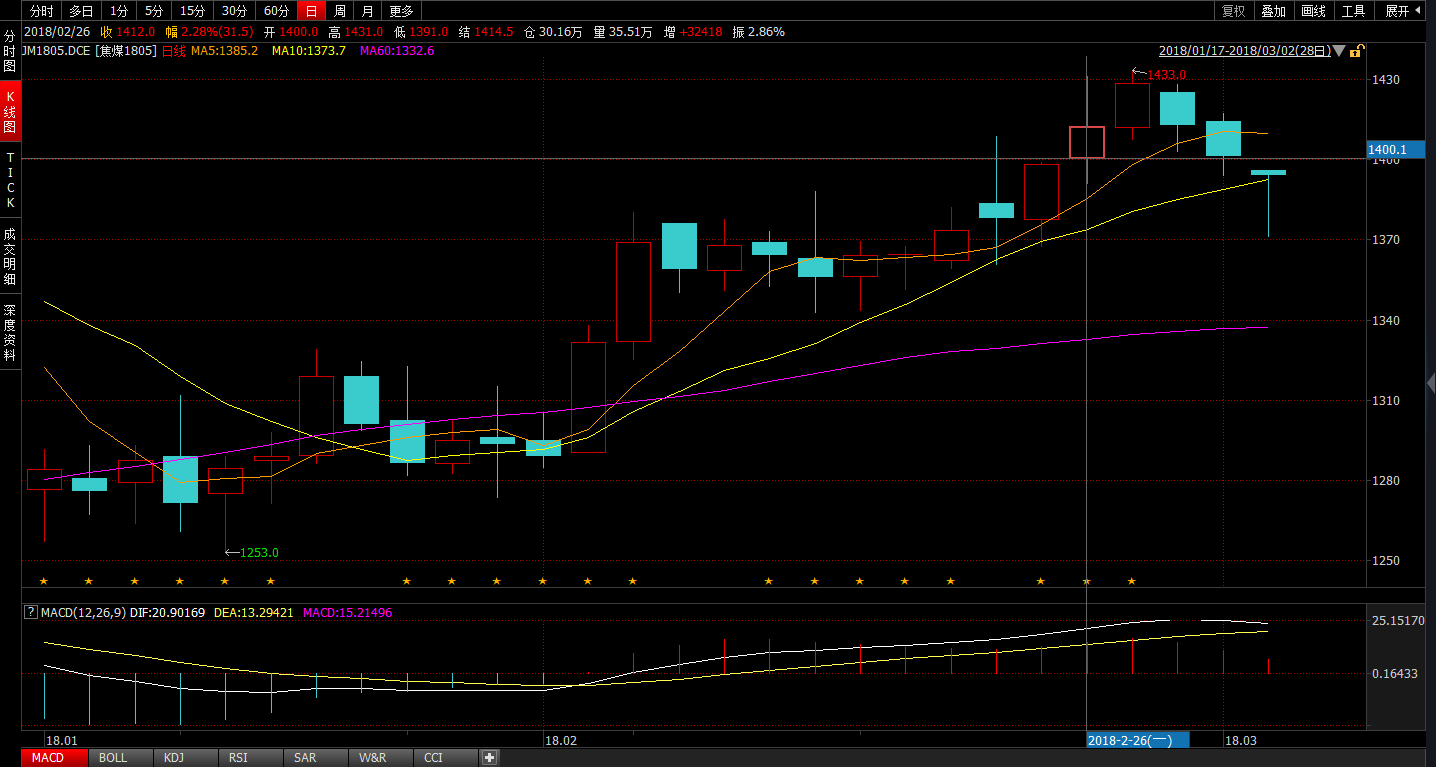 分时 多日 1分 5分 15分 30分 60分 日 周 月 更多 复权 叠加 画线 工具 展开
2018/02/26 收 1412.0 幅 2.28%(31.5) 开 1400.0 高 1431.0 低 1391.0 结 1414.5 仓 30.16万 量 35.51万 增 +32418 振 2.86%
JM1805.DCE [焦煤1805] 日线 MA5:1385.2 MA10:1373.7 MA60:1332.6 2018/01/17-2018/03/02(28日)
分时图
K线图
TICK
成交明细
深度资料
1433.0
1430
1400.1
1400
1370
1340
1310
1280
1253.0
1250
? MACD(12,26,9) DIF:20.90169 DEA:13.29421 MACD:15.21496
25.15170
0.16433
18.01 18.02 2018-2-26(一) 18.03
MACD BOLL KDJ RSI SAR W&R CCI